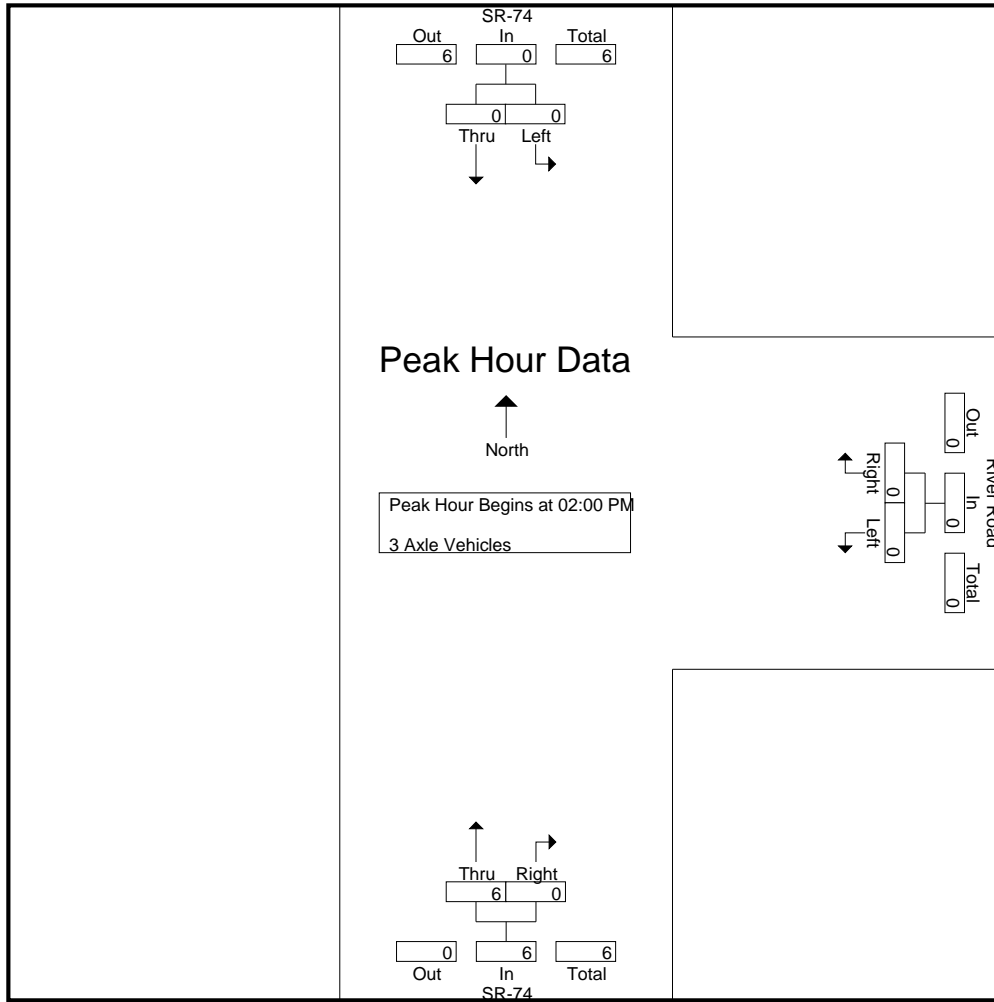 SR-74
Out In Total
6 0 6
0 0
Thru Left
Peak Hour Data
North
Peak Hour Begins at 02:00 PM
3 Axle Vehicles
River Road
Out In Total
0 0 0
Right Left
0 0
Thru Right
6 0
0 6 6
Out In Total
SR-74